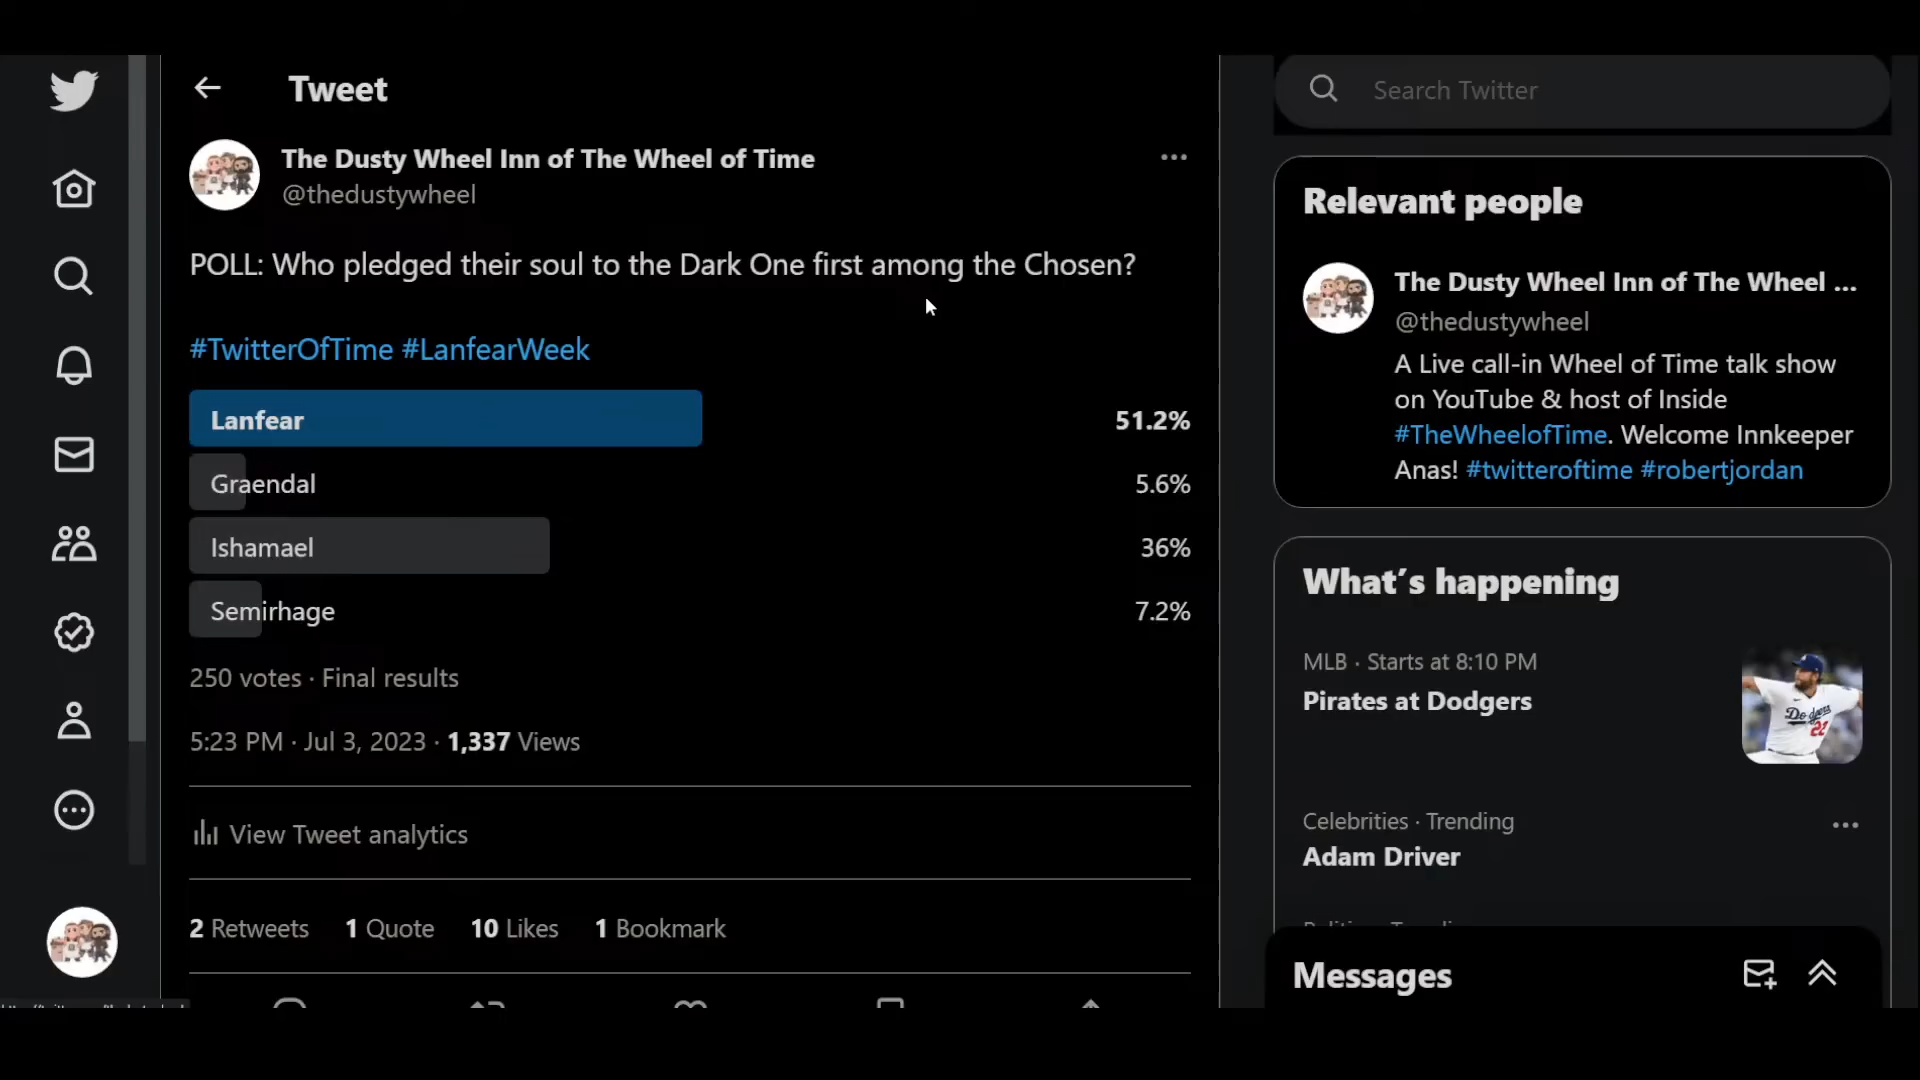 Tweet
The Dusty Wheel Inn of The Wheel of Time
@thedustywheel
POLL: Who pledged their soul to the Dark One first among the Chosen?
#TwitterOfTime #LanfearWeek
Lanfear 51.2%
Graendal 5.6%
Ishamael 36%
Semirhage 7.2%
250 votes · Final results
5:23 PM · Jul 3, 2023 · 1,337 Views
View Tweet analytics
2 Retweets 1 Quote 10 Likes 1 Bookmark
Search Twitter
Relevant people
The Dusty Wheel Inn of The Wheel ...
@thedustywheel
A Live call-in Wheel of Time talk show
on YouTube & host of Inside
#TheWheelofTime. Welcome Innkeeper
Anas! #twitteroftime #robertjordan
What's happening
MLB · Starts at 8:10 PM
Pirates at Dodgers
Dodgers
22
Celebrities · Trending
Adam Driver
Messages